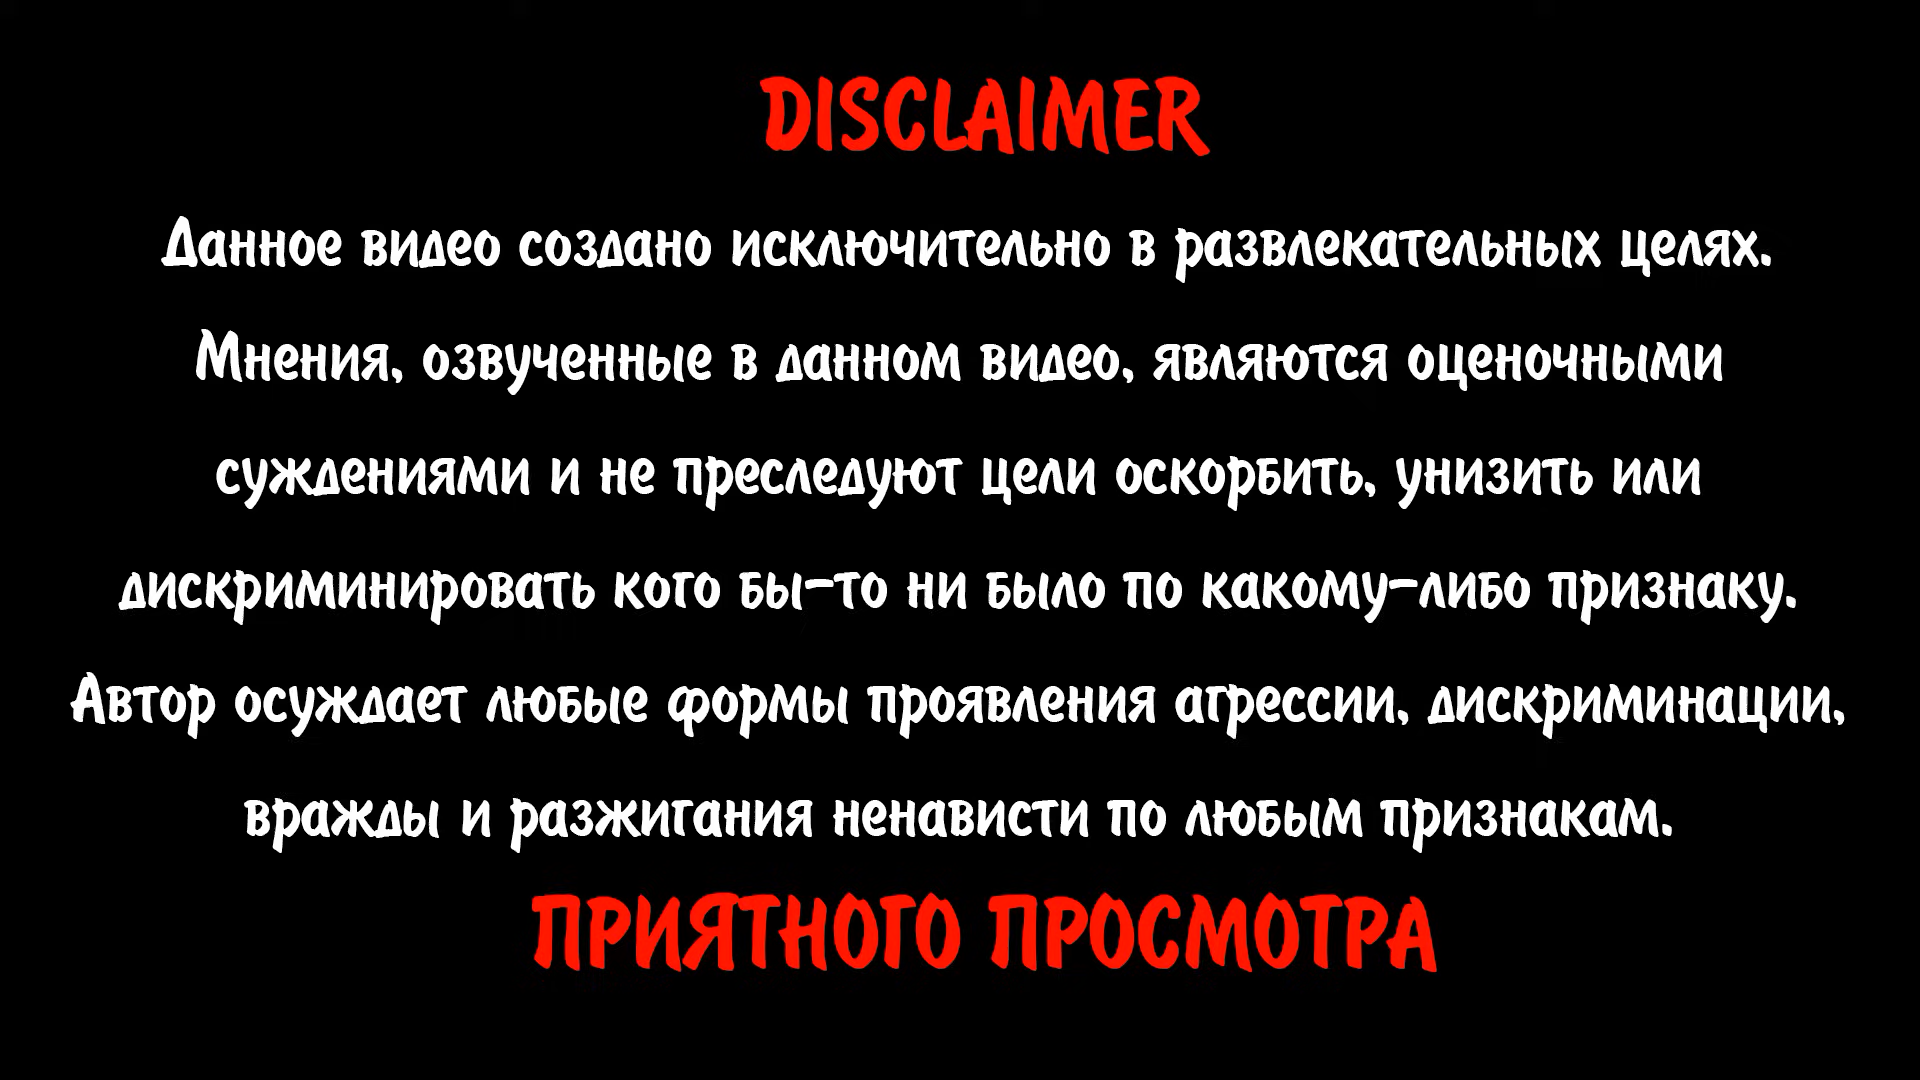 DISCLAIMER
Данное видео создано исключительно в развлекательных целях.
Мнения, озвученные в данном видео, являются оценочными
суждениями и не преследуют цели оскорбить, унизить или
дискриминировать кого бы-то ни было по какому-либо признаку.
Автор осуждает любые формы проявления агрессии, дискриминации,
вражды и разжигания ненависти по любым признакам.
ПРИЯТНОГО ПРОСМОТРА